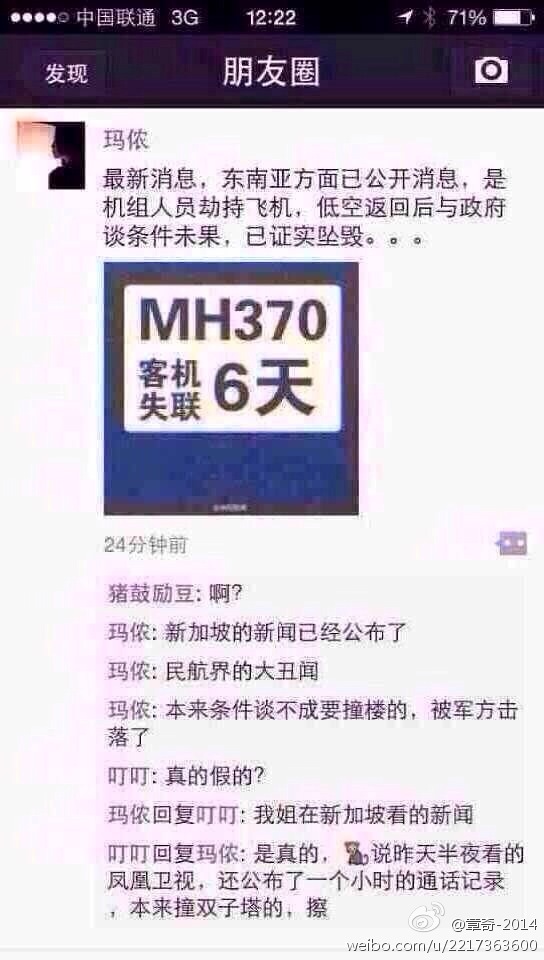 中国联通 3G 12:22 71%
发现 朋友圈
玛侬
最新消息，东南亚方面已公开消息，是
机组人员劫持飞机，低空返回后与政府
谈条件未果，已证实坠毁。。。
MH370
客机
失联
6天
24分钟前
猪鼓励豆: 啊?
玛侬: 新加坡的新闻已经公布了
玛侬: 民航界的大丑闻
玛侬: 本来条件谈不成要撞楼的，被军方击
落了
叮叮: 真的假的?
玛侬回复叮叮: 我姐在新加坡看的新闻
叮叮回复玛侬: 是真的，说昨天半夜看的
凤凰卫视，还公布了一个小时的通话记录
，本来撞双子塔的，擦
@覃奇-2014
weibo.com/u/2217363600